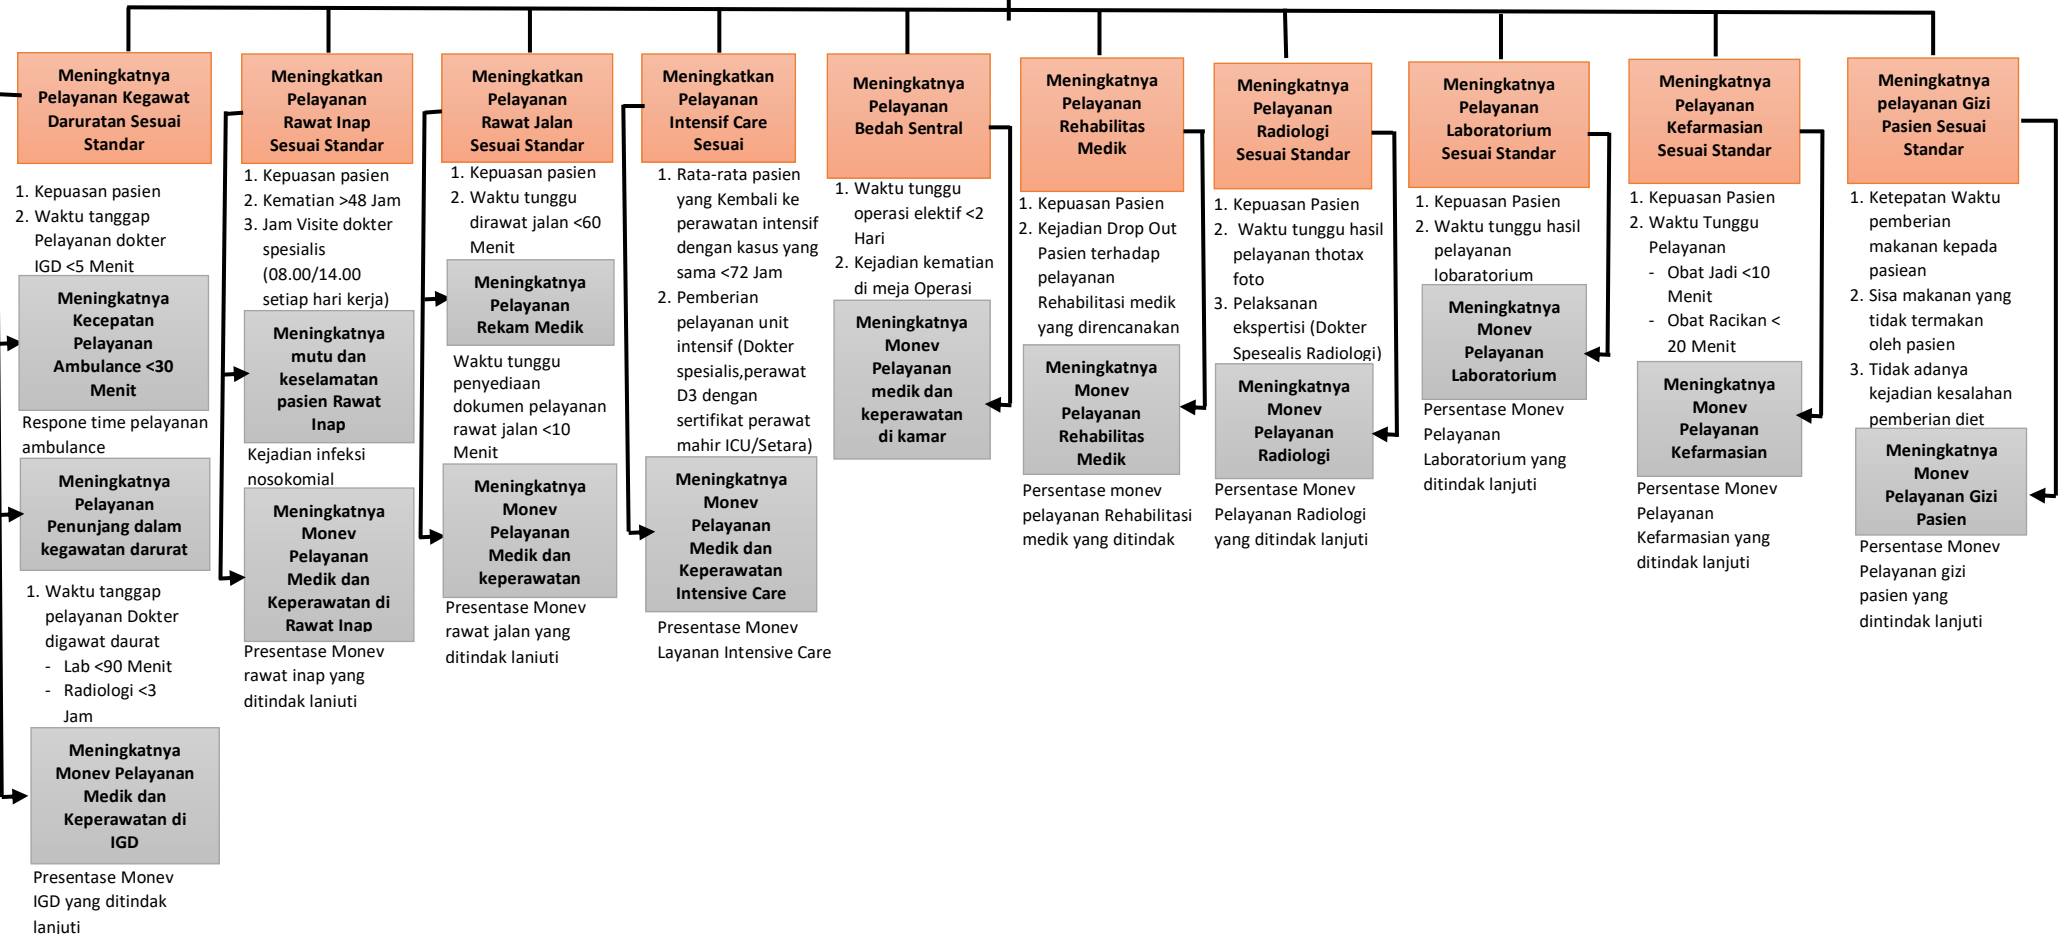 Meningkatnya
Pelayanan Kegawat
Daruratan Sesuai
Standar
1. Kepuasan pasien
2. Waktu tanggap
Pelayanan dokter
IGD <5 Menit
Meningkatnya
Kecepatan
Pelayanan
Ambulance <30
Menit
Respone time pelayanan
ambulance
Meningkatnya
Pelayanan
Penunjang dalam
kegawatan darurat
1. Waktu tanggap
pelayanan Dokter
digawat daurat
- Lab <90 Menit
- Radiologi <3
Jam
Meningkatnya
Monev Pelayanan
Medik dan
Keperawatan di
IGD
Presentase Monev
IGD yang ditindak
lanjuti
Meningkatkan
Pelayanan
Rawat Inap
Sesuai Standar
1. Kepuasan pasien
2. Kematian >48 Jam
3. Jam Visite dokter
spesialis
(08.00/14.00
setiap hari kerja)
Meningkatnya
mutu dan
keselamatan
pasien Rawat
Inap
Kejadian infeksi
nosokomial
Meningkatnya
Monev
Pelayanan
Medik dan
Keperawatan di
Rawat Inap
Presentase Monev
rawat inap yang
ditindak lanjuti
Meningkatkan
Pelayanan
Rawat Jalan
Sesuai Standar
1. Kepuasan pasien
2. Waktu tunggu
dirawat jalan <60
Menit
Meningkatnya
Pelayanan
Rekam Medik
Waktu tunggu
penyediaan
dokumen pelayanan
rawat jalan <10
Menit
Meningkatnya
Monev
Pelayanan
Medik dan
keperawatan
Presentase Monev
rawat jalan yang
ditindak lanjuti
Meningkatkan
Pelayanan
Intensif Care
Sesuai
1. Rata-rata pasien
yang Kembali ke
perawatan intensif
dengan kasus yang
sama <72 Jam
2. Pemberian
pelayanan unit
intensif (Dokter
spesialis,perawat
D3 dengan
sertifikat perawat
mahir ICU/Setara)
Meningkatnya
Monev
Pelayanan
Medik dan
Keperawatan
Intensive Care
Presentase Monev
Layanan Intensive Care
Meningkatnya
Pelayanan
Bedah Sentral
1. Waktu tunggu
operasi elektif <2
Hari
2. Kejadian kematian
di meja Operasi
Meningkatnya
Monev
Pelayanan
medik dan
keperawatan
di kamar
Meningkatnya
Pelayanan
Rehabilitas
Medik
1. Kepuasan Pasien
2. Kejadian Drop Out
Pasien terhadap
pelayanan
Rehabilitasi medik
yang direncanakan
Meningkatnya
Monev
Pelayanan
Rehabilitas
Medik
Persentase monev
pelayanan Rehabilitasi
medik yang ditindak
Meningkatnya
Pelayanan
Radiologi
Sesuai Standar
1. Kepuasan Pasien
2. Waktu tunggu hasil
pelayanan thotax
foto
3. Pelaksanan
ekspertisi (Dokter
Spesealis Radiologi)
Meningkatnya
Monev
Pelayanan
Radiologi
Persentase Monev
Pelayanan Radiologi
yang ditindak lanjuti
Meningkatnya
Pelayanan
Laboratorium
Sesuai Standar
1. Kepuasan Pasien
2. Waktu tunggu hasil
pelayanan
lobaratorium
Meningkatnya
Monev
Pelayanan
Laboratorium
Persentase Monev
Pelayanan
Laboratorium yang
ditindak lanjuti
Meningkatnya
Pelayanan
Kefarmasian
Sesuai Standar
1. Kepuasan Pasien
2. Waktu Tunggu
Pelayanan
- Obat Jadi <10
Menit
- Obat Racikan <
20 Menit
Meningkatnya
Monev
Pelayanan
Kefarmasian
Persentase Monev
Pelayanan
Kefarmasian yang
ditindak lanjuti
Meningkatnya
pelayanan Gizi
Pasien Sesuai
Standar
1. Ketepatan Waktu
pemberian
makanan kepada
pasiean
2. Sisa makanan yang
tidak termakan
oleh pasien
3. Tidak adanya
kejadian kesalahan
pemberian diet
Meningkatnya
Monev
Pelayanan Gizi
Pasien
Persentase Monev
Pelayanan gizi
pasien yang
dintindak lanjuti